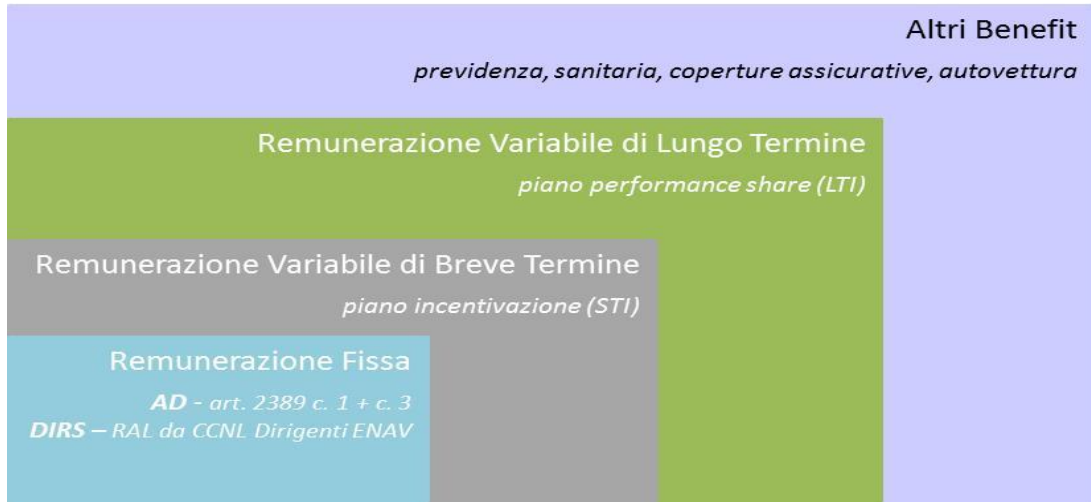 Altri Benefit
previdenza, sanitaria, coperture assicurative, autovettura
Remunerazione Variabile di Lungo Termine
piano performance share (LTI)
Remunerazione Variabile di Breve Termine
piano incentivazione (STI)
Remunerazione Fissa
AD - art. 2389 c. 1 + c. 3
DIRS – RAL da CCNL Dirigenti ENAV